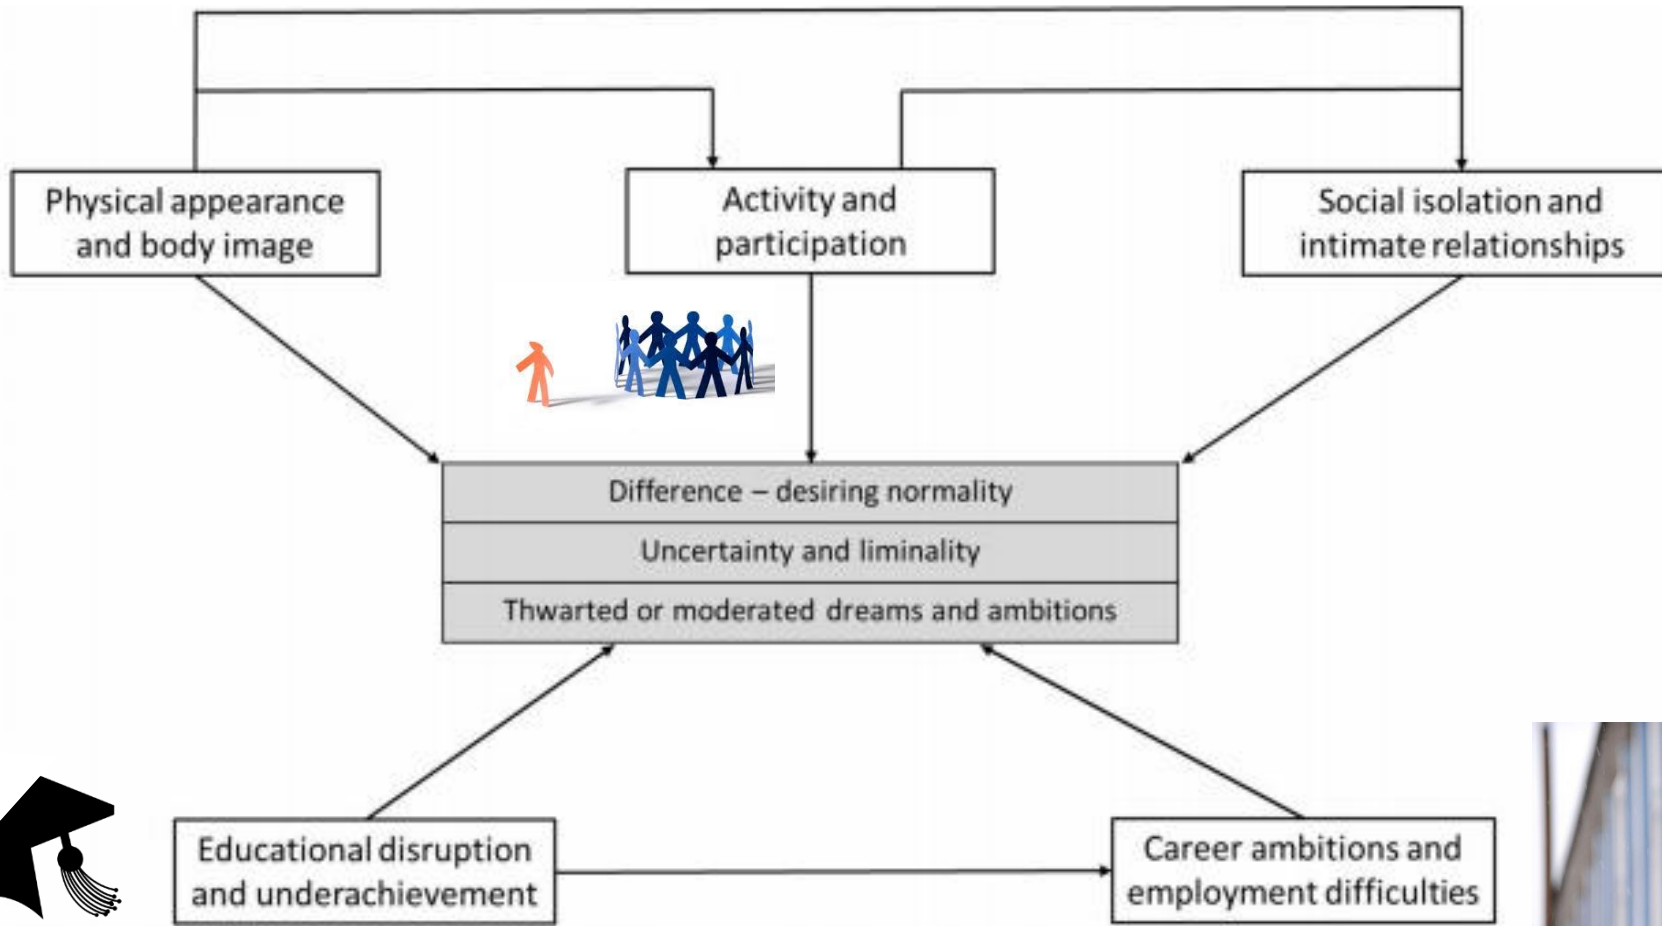 Physical appearance
and body image
Activity and
participation
Social isolation and
intimate relationships
Difference – desiring normality
Uncertainty and liminality
Thwarted or moderated dreams and ambitions
Educational disruption
and underachievement
Career ambitions and
employment difficulties